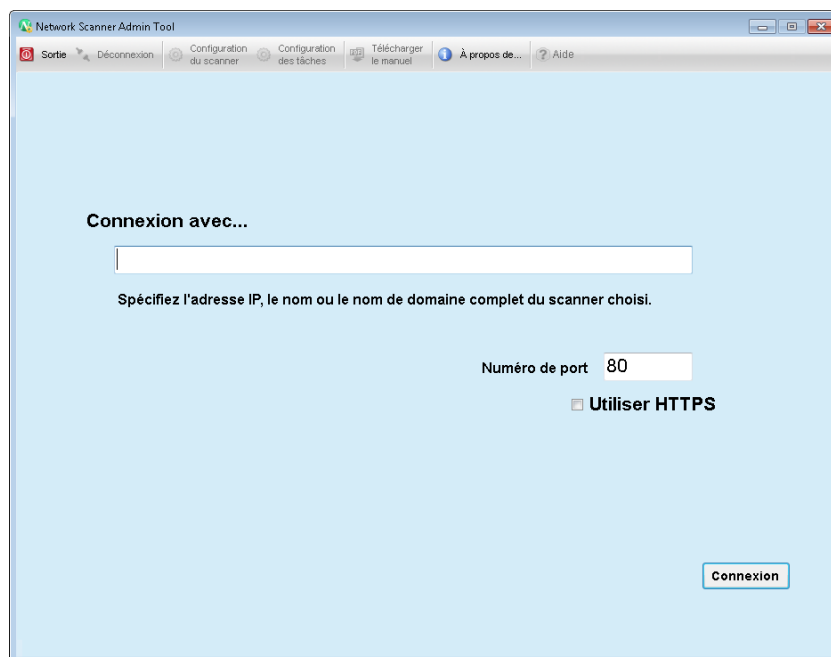 Network Scanner Admin Tool
Sortie Déconnexion Configuration du scanner Configuration des tâches Télécharger le manuel À propos de... Aide
Connexion avec...
Spécifiez l'adresse IP, le nom ou le nom de domaine complet du scanner choisi.
Numéro de port 80
Utiliser HTTPS
Connexion